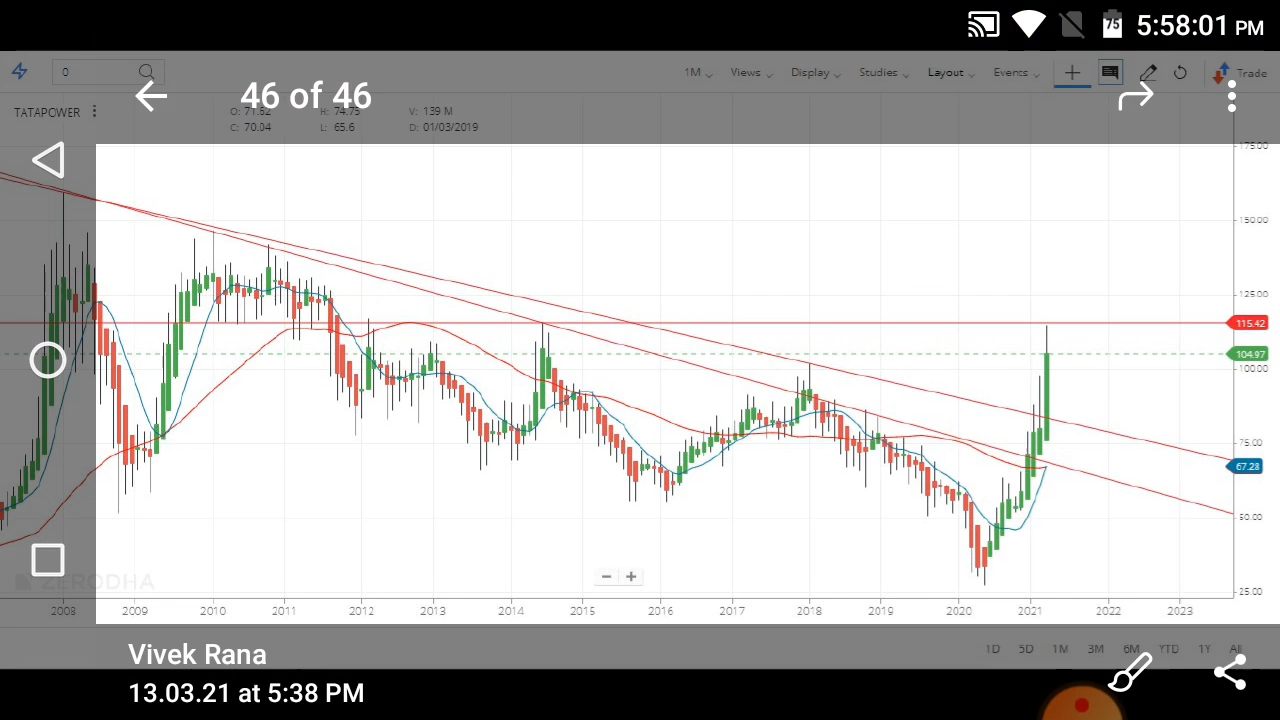 75 5:58:01 PM
0 1M Views Display Studies Layout Events Trade
46 of 46
TATAPOWER O: 71.62 H: 74.75 V: 139 M
C: 70.04 L: 65.6 D: 01/03/2019
175.00
150.00
125.00
115.42
104.97
100.00
75.00
67.28
50.00
25.00
ZERODHA
2008 2009 2010 2011 2012 2013 2014 2015 2016 2017 2018 2019 2020 2021 2022 2023
1D 5D 1M 3M 6M YTD 1Y All
Vivek Rana
13.03.21 at 5:38 PM